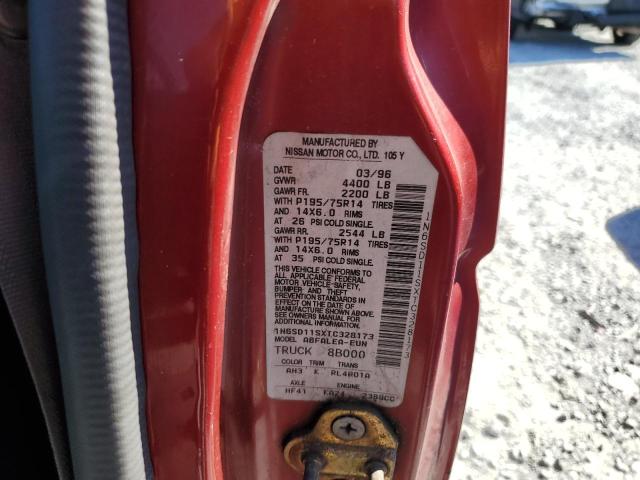 MANUFACTURED BY
NISSAN MOTOR CO., LTD. 105 Y
DATE 03/96
GVWR 4400 LB
GAWR FR. 2200 LB
WITH P195/75R14 TIRES
AND 14X6.0 RIMS
AT 26 PSI COLD SINGLE.
GAWR RR. 2544 LB
WITH P195/75R14 TIRES
AND 14X6.0 RIMS
AT 35 PSI COLD SINGLE.
THIS VEHICLE CONFORMS TO
ALL APPLICABLE FEDERAL
MOTOR VEHICLE-SAFETY,
BUMPER AND THEFT
PREVENTION STANDARDS IN
EFFECT ON THE DATE OF
MANUFACTURE SHOWN ABOVE.
SEE OWNERS MANUAL FOR
ADDITIONAL INFORMATION.
1N6SD11SXTC328173
MODEL ABFALEA-EUN
TRUCK 8B000
COLOR TRIM TRANS
AH3 K RL4R01A
AXLE ENGINE
HF41 KA24 2389CC
1N6SD11SXTC328173